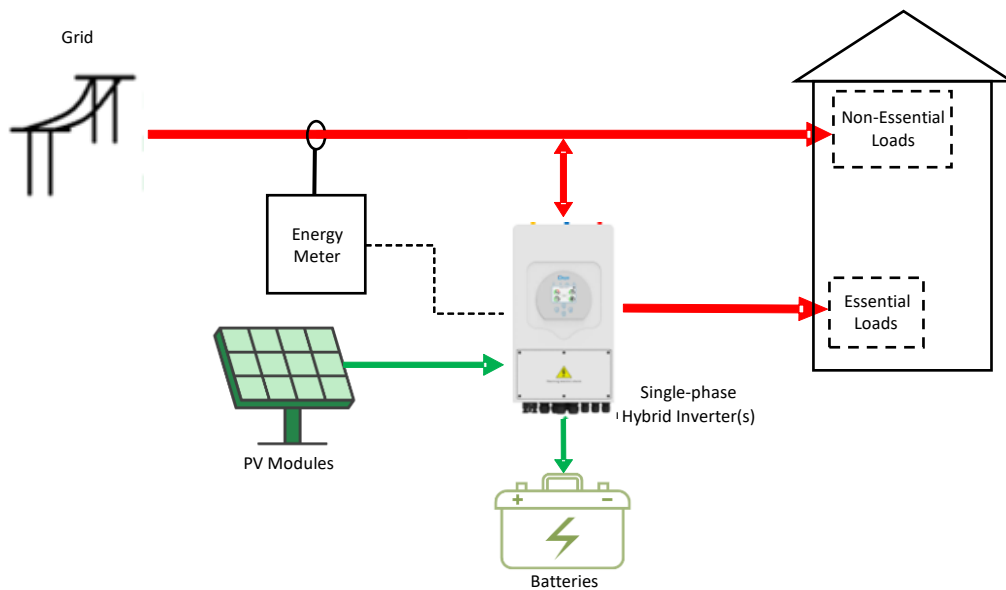 Grid
Non-Essential
Loads
Energy
Meter
Essential
Loads
Single-phase
Hybrid Inverter(s)
PV Modules
+
−
Batteries